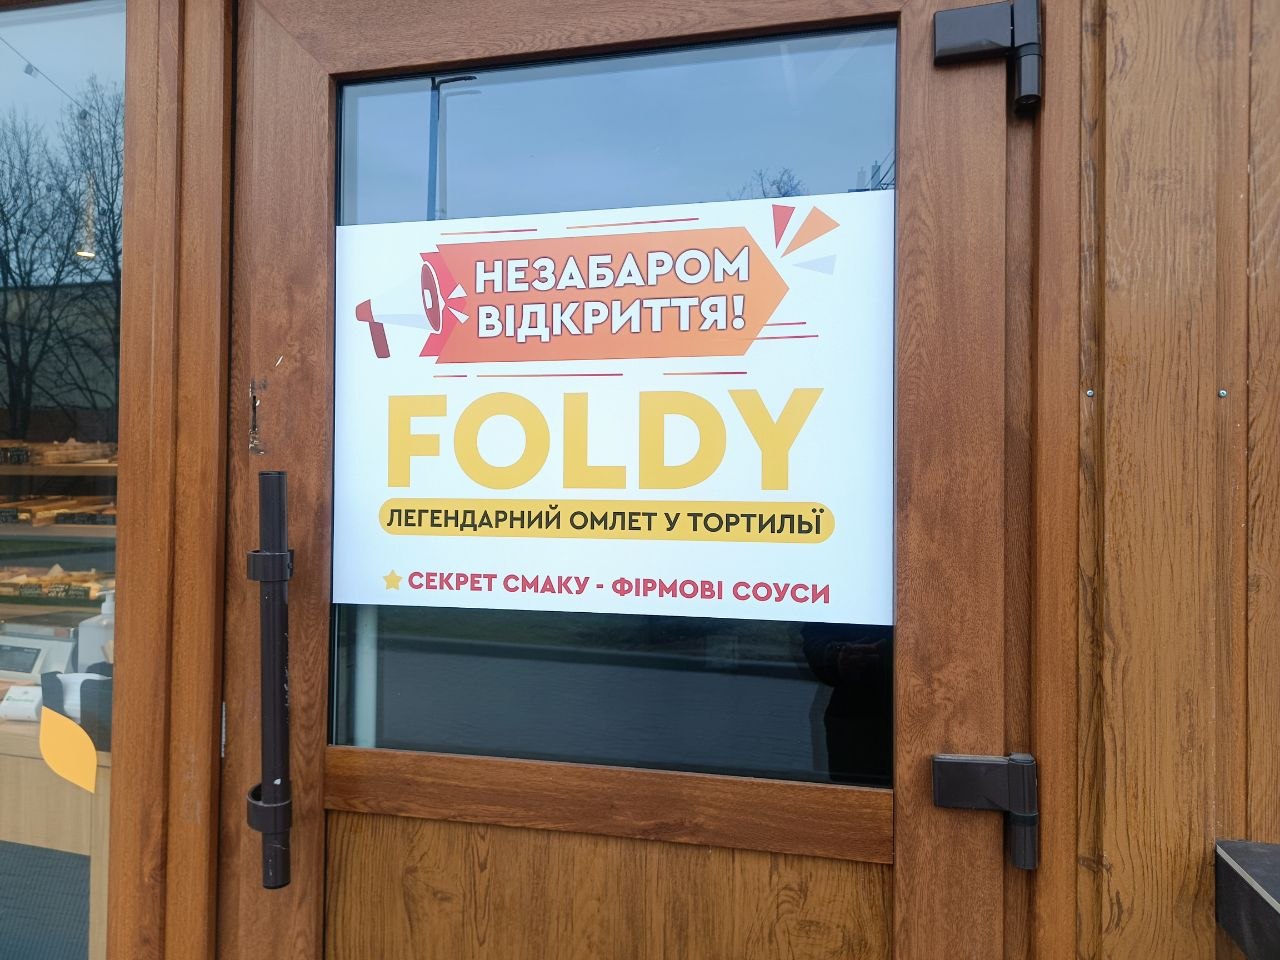 НЕЗАБАРОМ
ВІДКРИТТЯ!
FOLDY
ЛЕГЕНДАРНИЙ ОМЛЕТ У ТОРТИЛЬЇ
СЕКРЕТ СМАКУ - ФІРМОВІ СОУСИ